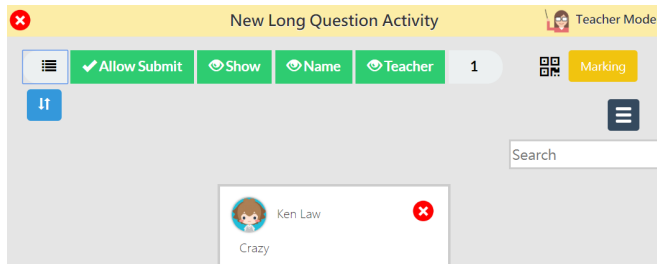 New Long Question Activity
Teacher Mode
Allow Submit Show Name Teacher 1 Marking
Search
Ken Law
Crazy